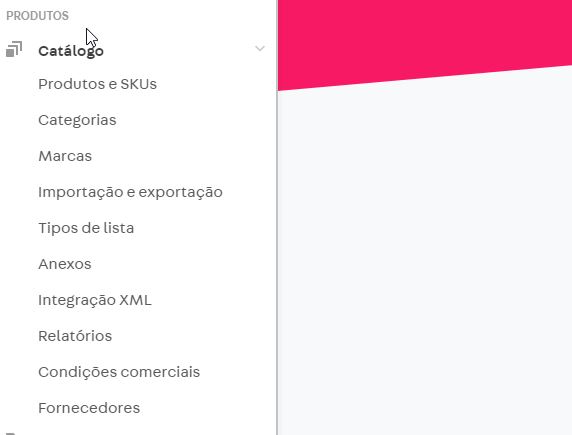 PRODUTOS
Catálogo
Produtos e SKUs
Categorias
Marcas
Importação e exportação
Tipos de lista
Anexos
Integração XML
Relatórios
Condições comerciais
Fornecedores